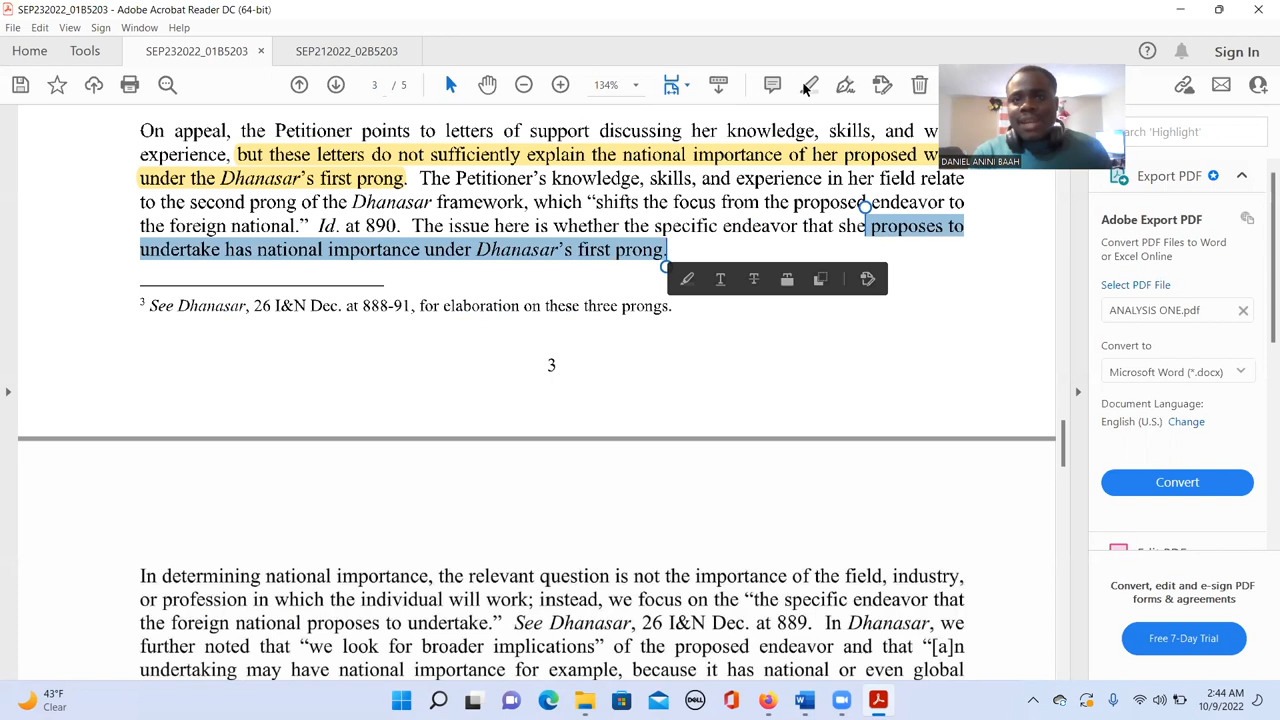 SEP232022_01B5203 - Adobe Acrobat Reader DC (64-bit)
File Edit View Sign Window Help
Home Tools SEP232022_01B5203 × SEP212022_02B5203 Sign In
3 / 5 134%
On appeal, the Petitioner points to letters of support discussing her knowledge, skills, and w
experience, but these letters do not sufficiently explain the national importance of her proposed w
under the Dhanasar's first prong. The Petitioner's knowledge, skills, and experience in her field relate
to the second prong of the Dhanasar framework, which “shifts the focus from the proposed endeavor to
the foreign national.” Id. at 890. The issue here is whether the specific endeavor that she proposes to
undertake has national importance under Dhanasar's first prong.
3 See Dhanasar, 26 I&N Dec. at 888-91, for elaboration on these three prongs.
3
In determining national importance, the relevant question is not the importance of the field, industry,
or profession in which the individual will work; instead, we focus on the “the specific endeavor that
the foreign national proposes to undertake.” See Dhanasar, 26 I&N Dec. at 889. In Dhanasar, we
further noted that “we look for broader implications” of the proposed endeavor and that “[a]n
undertaking may have national importance for example, because it has national or even global
DANIEL ANINI BAAH
earch 'Highlight'
Export PDF
Adobe Export PDF
Convert PDF Files to Word
or Excel Online
Select PDF File
ANALYSIS ONE.pdf
Convert to
Microsoft Word (*.docx)
Document Language:
English (U.S.) Change
Convert
Convert, edit and e-sign PDF
forms & agreements
Free 7-Day Trial
43°F
Clear
DELL
2:44 AM
10/9/2022